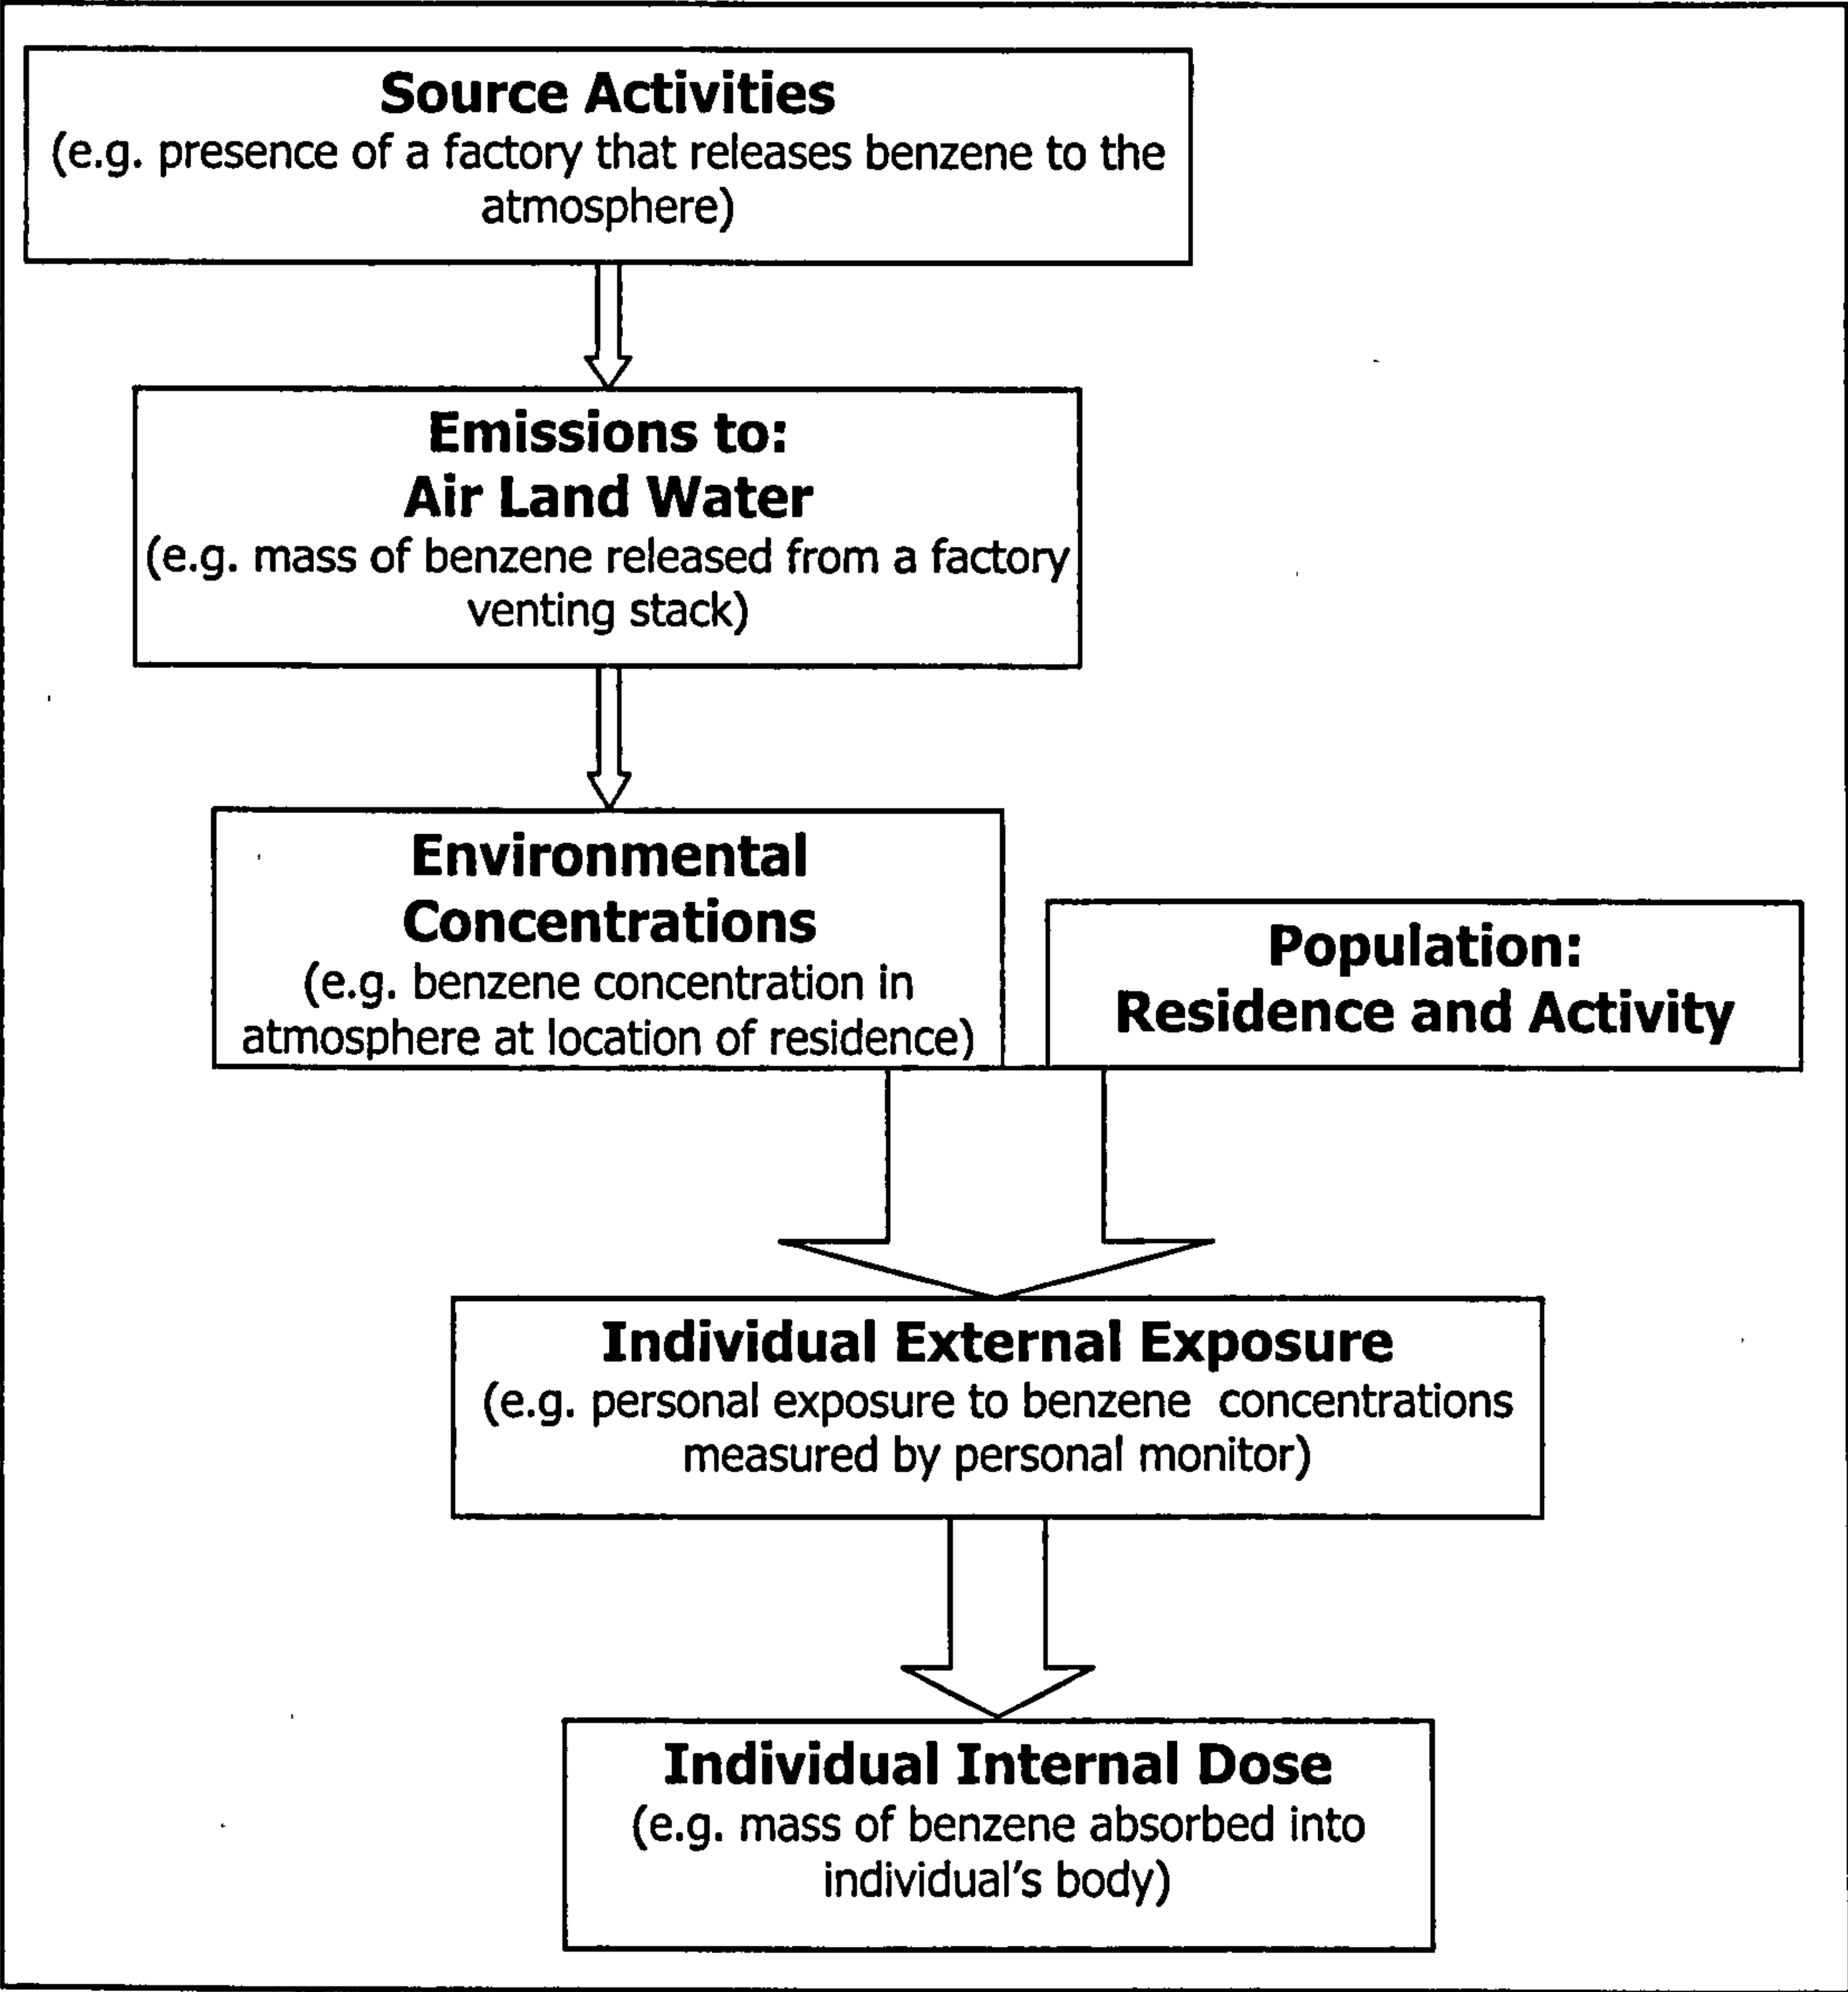 Source Activities
(e.g. presence of a factory that releases benzene to the
atmosphere)
Emissions to:
Air Land Water
(e.g. mass of benzene released from a factory
venting stack)
Environmental
Concentrations
(e.g. benzene concentration in
atmosphere at location of residence)
Population:
Residence and Activity
Individual External Exposure
(e.g. personal exposure to benzene concentrations
measured by personal monitor)
Individual Internal Dose
(e.g. mass of benzene absorbed into
individual's body)